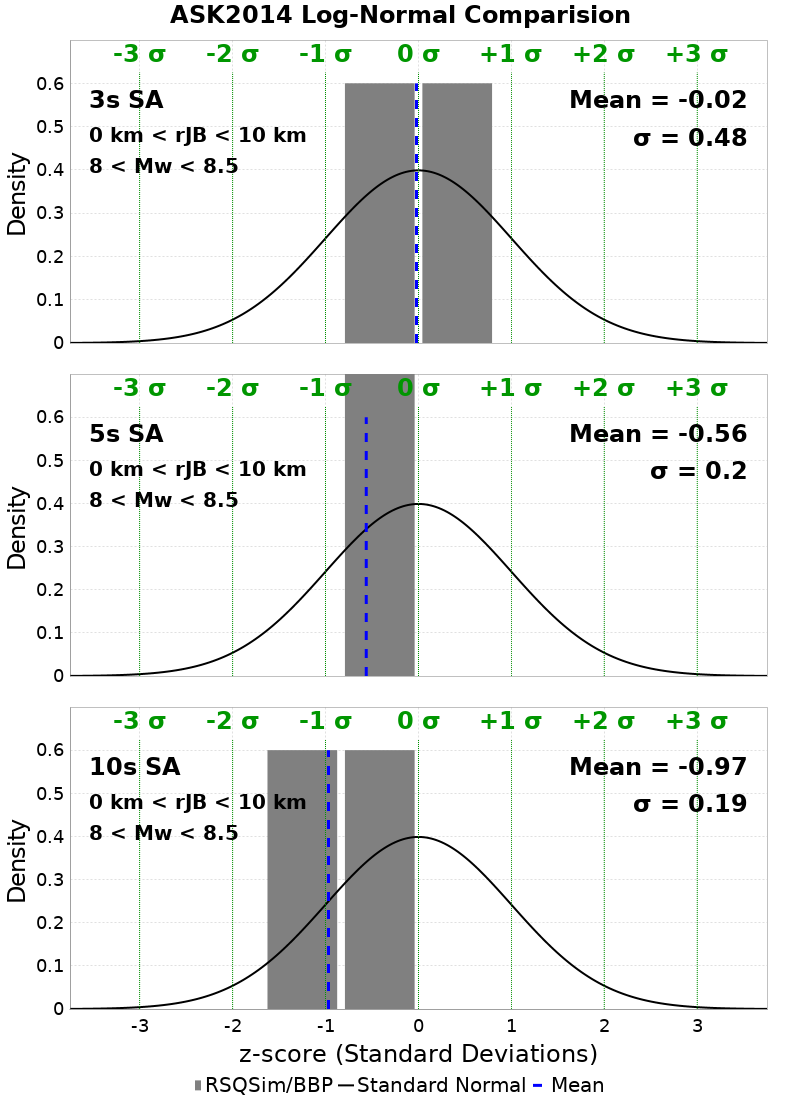 ASK2014 Log-Normal Comparision
-3 σ -2 σ -1 σ 0 σ +1 σ +2 σ +3 σ
3s SA
0 km < rJB < 10 km
8 < Mw < 8.5
Mean = -0.02
σ = 0.48
Density
0.6
0.5
0.4
0.3
0.2
0.1
0
-3 σ -2 σ -1 σ 0 σ +1 σ +2 σ +3 σ
5s SA
0 km < rJB < 10 km
8 < Mw < 8.5
Mean = -0.56
σ = 0.2
Density
0.6
0.5
0.4
0.3
0.2
0.1
0
-3 σ -2 σ -1 σ 0 σ +1 σ +2 σ +3 σ
10s SA
0 km < rJB < 10 km
8 < Mw < 8.5
Mean = -0.97
σ = 0.19
Density
0.6
0.5
0.4
0.3
0.2
0.1
0
-3 -2 -1 0 1 2 3
z-score (Standard Deviations)
RSQSim/BBP Standard Normal Mean